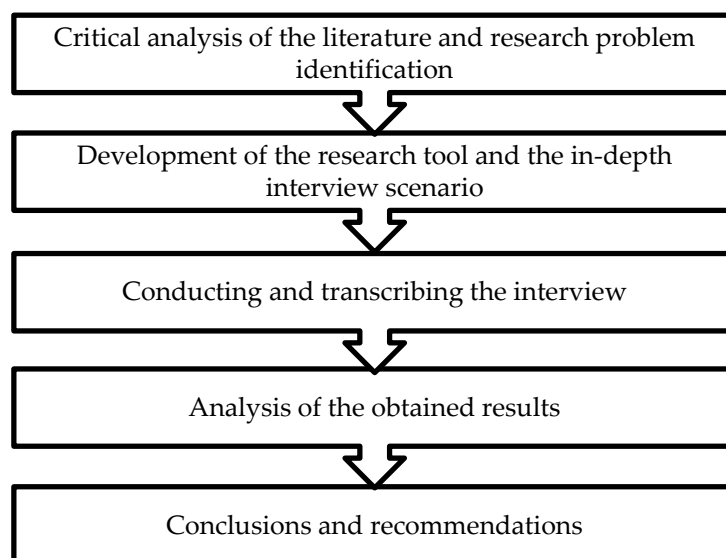 Critical analysis of the literature and research problem
identification
Development of the research tool and the in-depth
interview scenario
Conducting and transcribing the interview
Analysis of the obtained results
Conclusions and recommendations